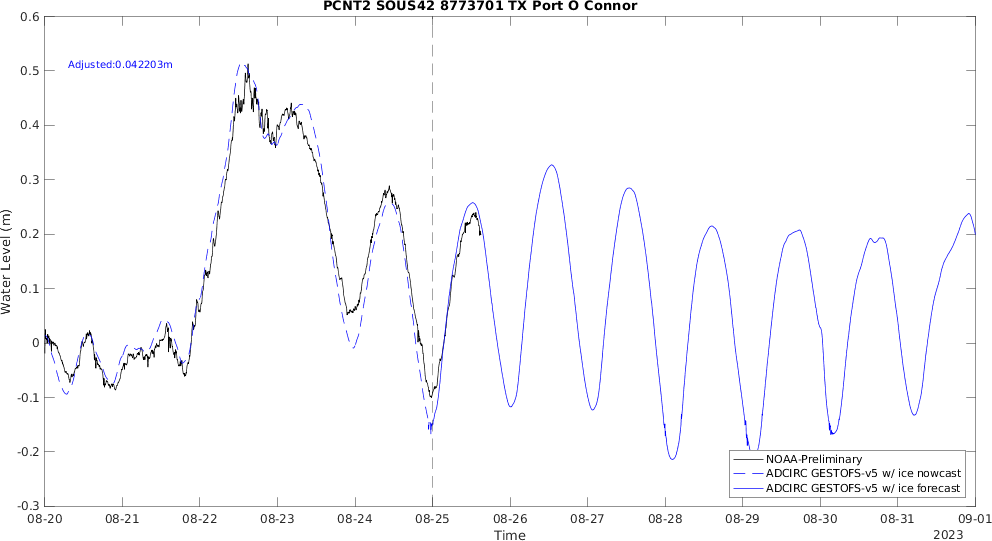 PCNT2 SOUS42 8773701 TX Port O Connor
0.6
0.5
0.4
0.3
0.2
0.1
0
-0.1
-0.2
-0.3
Water Level (m)
Adjusted:0.042203m
NOAA-Preliminary
ADCIRC GESTOFS-v5 w/ ice nowcast
ADCIRC GESTOFS-v5 w/ ice forecast
08-20 08-21 08-22 08-23 08-24 08-25 08-26 08-27 08-28 08-29 08-30 08-31 09-01
Time
2023